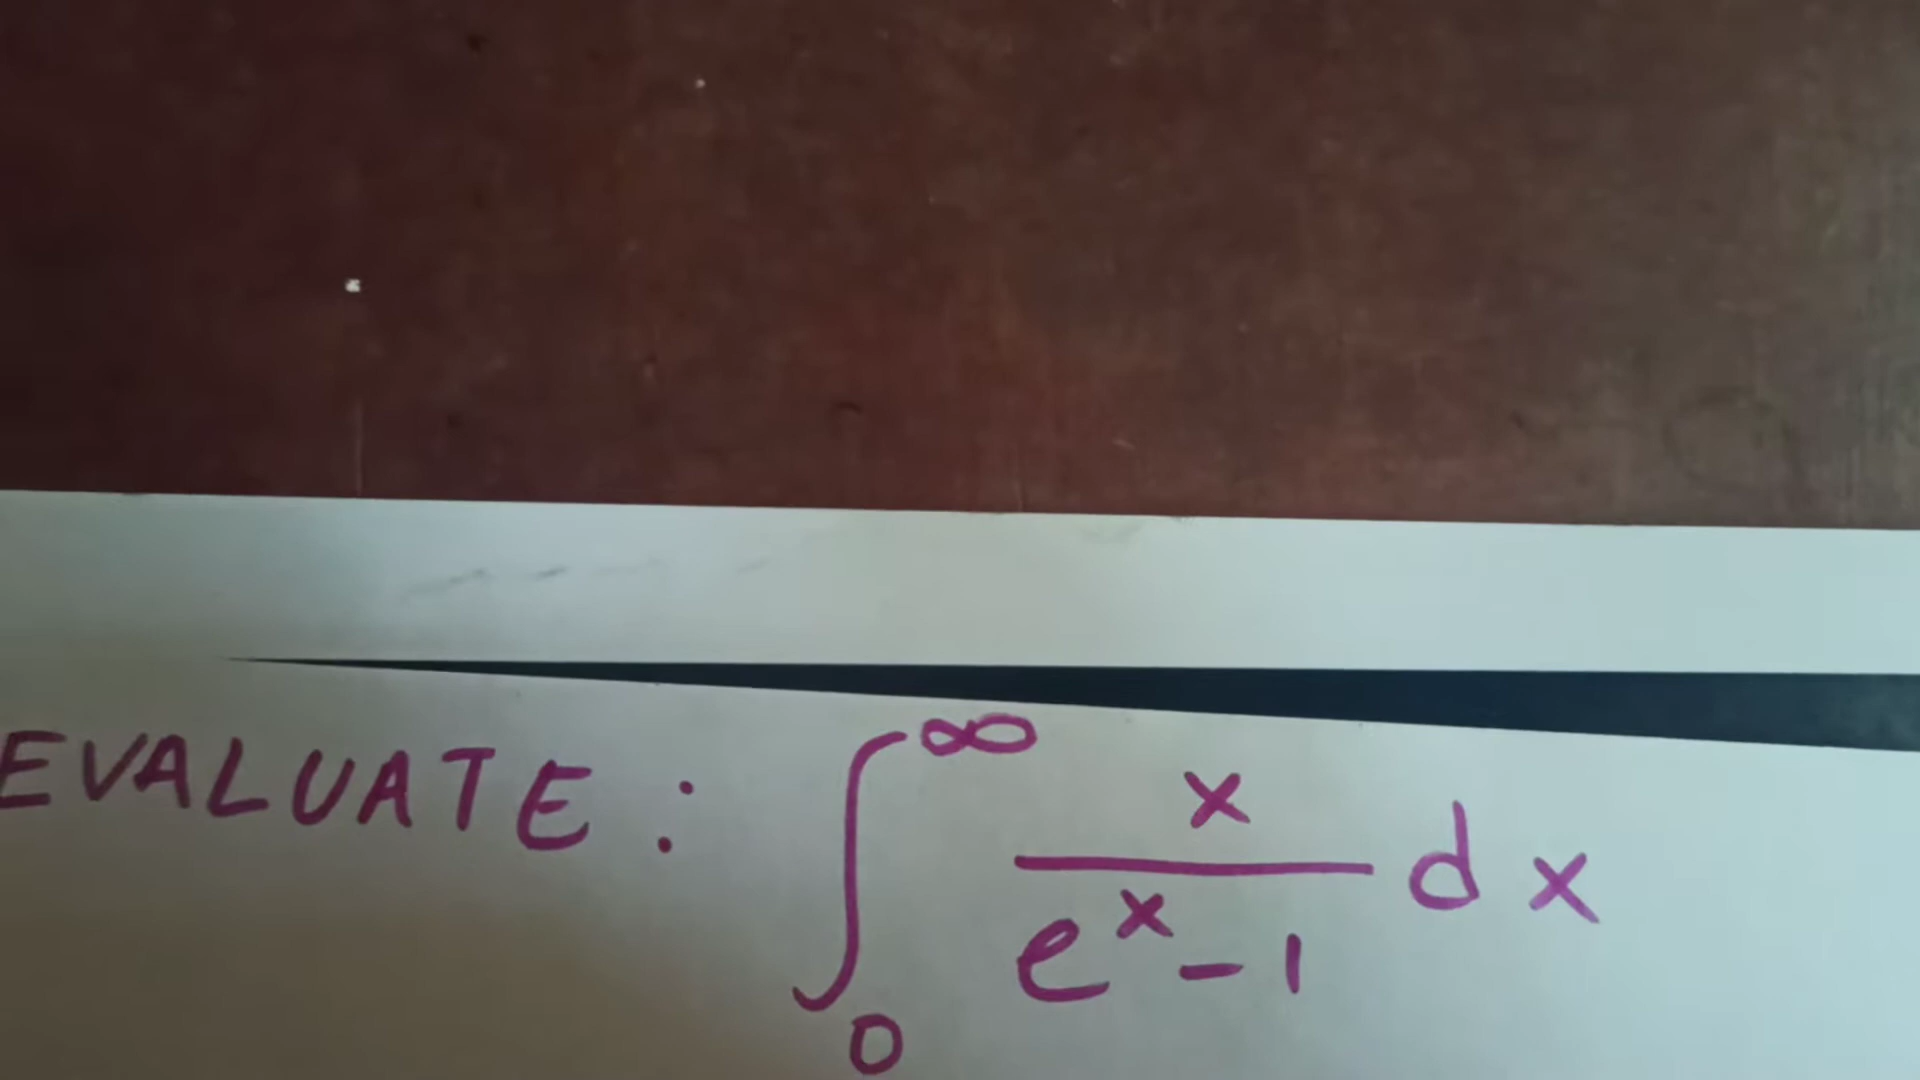 EVALUATE: ∫₀^∞ x/(eˣ-1) dx